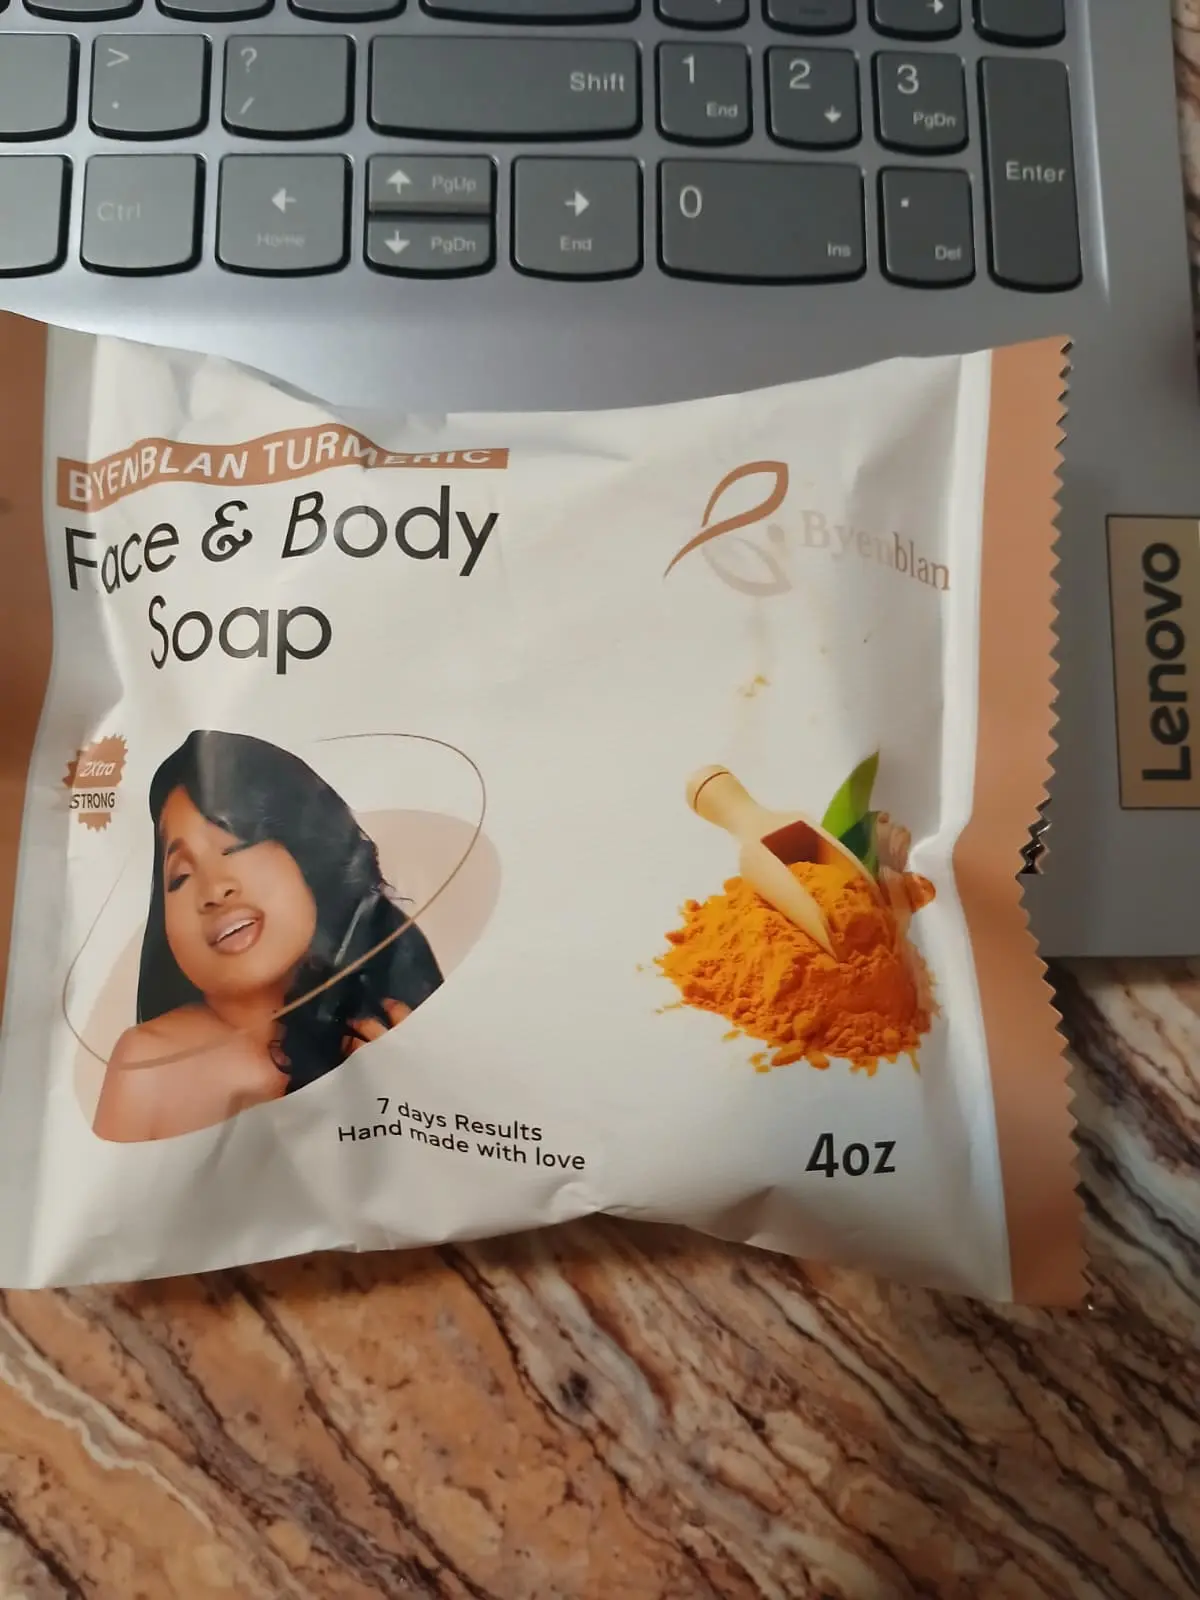 >
.
?
/
Shift
1
End
2
3
PgDn
Enter
Ctrl
Home
PgUp
PgDn
End
0
Ins
.
Del
Lenovo
BYENBLAN TURMERIC
Face & Body
Soap
Byenblan
2Xtra
STRONG
7 days Results
Hand made with love
4oz